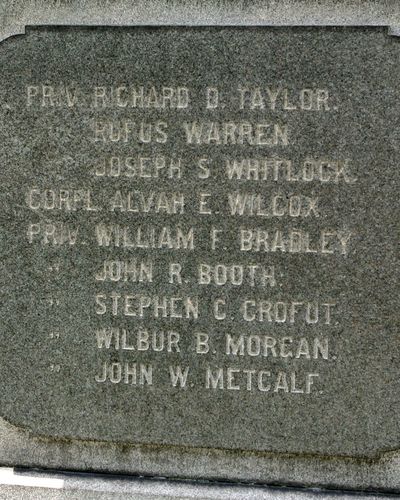 PRIV. RICHARD D. TAYLOR.
RUFUS WARREN
JOSEPH S. WHITLOCK.
CORPL. ALVAH E. WILCOX.
PRIV. WILLIAM F. BRADLEY
" JOHN R. BOOTH.
" STEPHEN C. CROFUT.
" WILBUR B. MORGAN.
" JOHN W. METCALF.